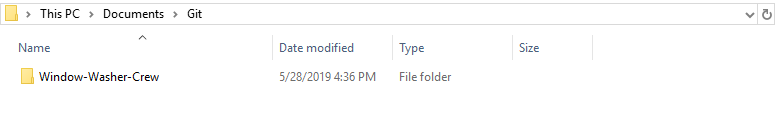 This PC > Documents > Git
Name Date modified Type Size
Window-Washer-Crew 5/28/2019 4:36 PM File folder